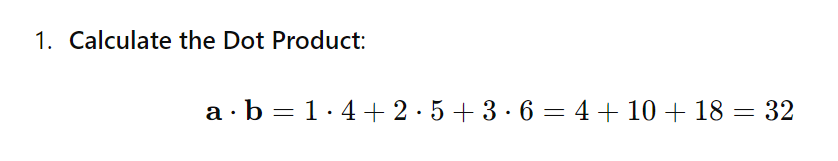 1. Calculate the Dot Product:
a · b = 1 · 4 + 2 · 5 + 3 · 6 = 4 + 10 + 18 = 32